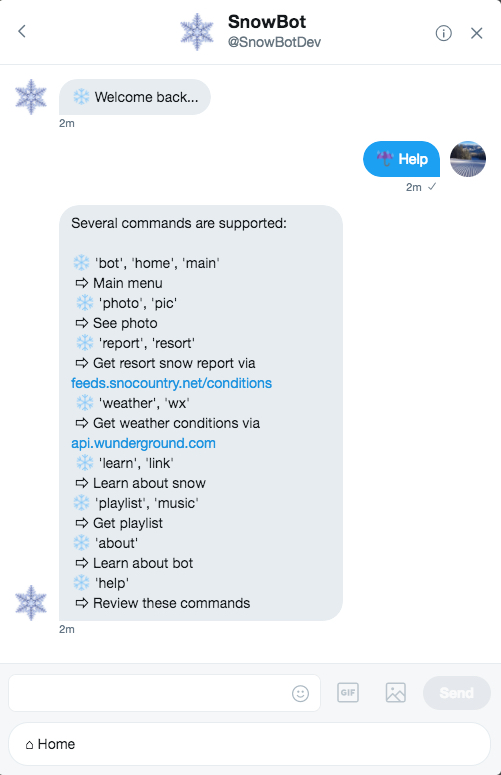 SnowBot
@SnowBotDev
❄️ Welcome back...
2m
☔ Help
2m ✓
Several commands are supported:
❄️ 'bot', 'home', 'main'
⇨ Main menu
❄️ 'photo', 'pic'
⇨ See photo
❄️ 'report', 'resort'
⇨ Get resort snow report via
feeds.snocountry.net/conditions
❄️ 'weather', 'wx'
⇨ Get weather conditions via
api.wunderground.com
❄️ 'learn', 'link'
⇨ Learn about snow
❄️ 'playlist', 'music'
⇨ Get playlist
❄️ 'about'
⇨ Learn about bot
❄️ 'help'
⇨ Review these commands
2m
GIF
Send
⌂ Home